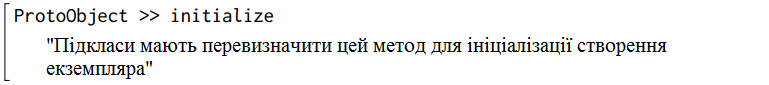 ProtoObject >> initialize
"Підкласи мають перевизначити цей метод для ініціалізації створення
екземпляра"